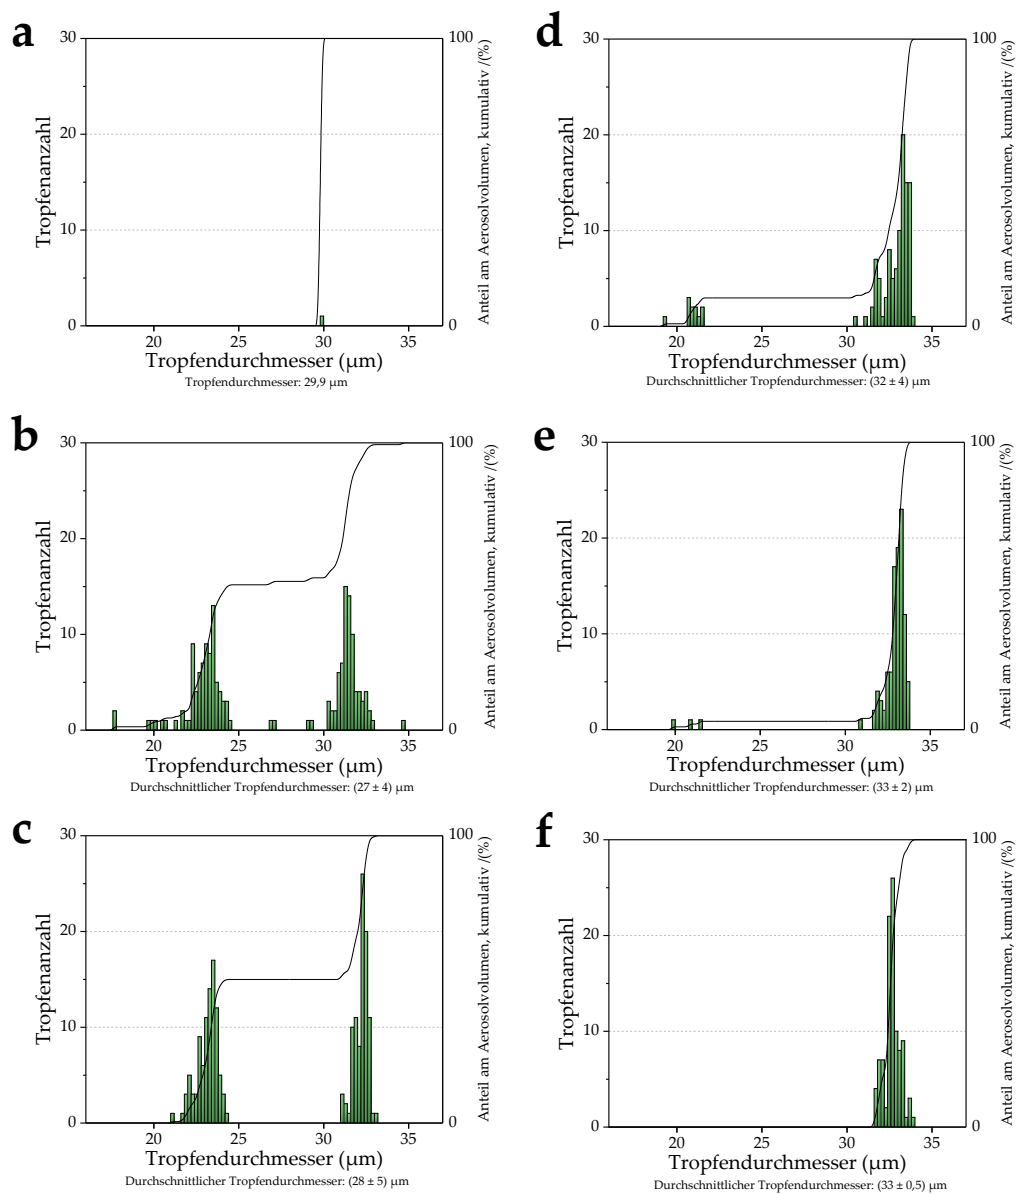 a
30
20
10
0
100
0
20 25 30 35
Tropfenanzahl
Anteil am Aerosolvolumen, kumulativ /(%)
Tropfendurchmesser (µm)
Tropfendurchmesser: 29,9 µm
d
30
20
10
0
100
0
20 25 30 35
Tropfenanzahl
Anteil am Aerosolvolumen, kumulativ /(%)
Tropfendurchmesser (µm)
Durchschnittlicher Tropfendurchmesser: (32 ± 4) µm
b
30
20
10
0
100
0
20 25 30 35
Tropfenanzahl
Anteil am Aerosolvolumen, kumulativ /(%)
Tropfendurchmesser (µm)
Durchschnittlicher Tropfendurchmesser: (27 ± 4) µm
e
30
20
10
0
100
0
20 25 30 35
Tropfenanzahl
Anteil am Aerosolvolumen, kumulativ /(%)
Tropfendurchmesser (µm)
Durchschnittlicher Tropfendurchmesser: (33 ± 2) µm
c
30
20
10
0
100
0
20 25 30 35
Tropfenanzahl
Anteil am Aerosolvolumen, kumulativ /(%)
Tropfendurchmesser (µm)
Durchschnittlicher Tropfendurchmesser: (28 ± 5) µm
f
30
20
10
0
100
0
20 25 30 35
Tropfenanzahl
Anteil am Aerosolvolumen, kumulativ /(%)
Tropfendurchmesser (µm)
Durchschnittlicher Tropfendurchmesser: (33 ± 0,5) µm